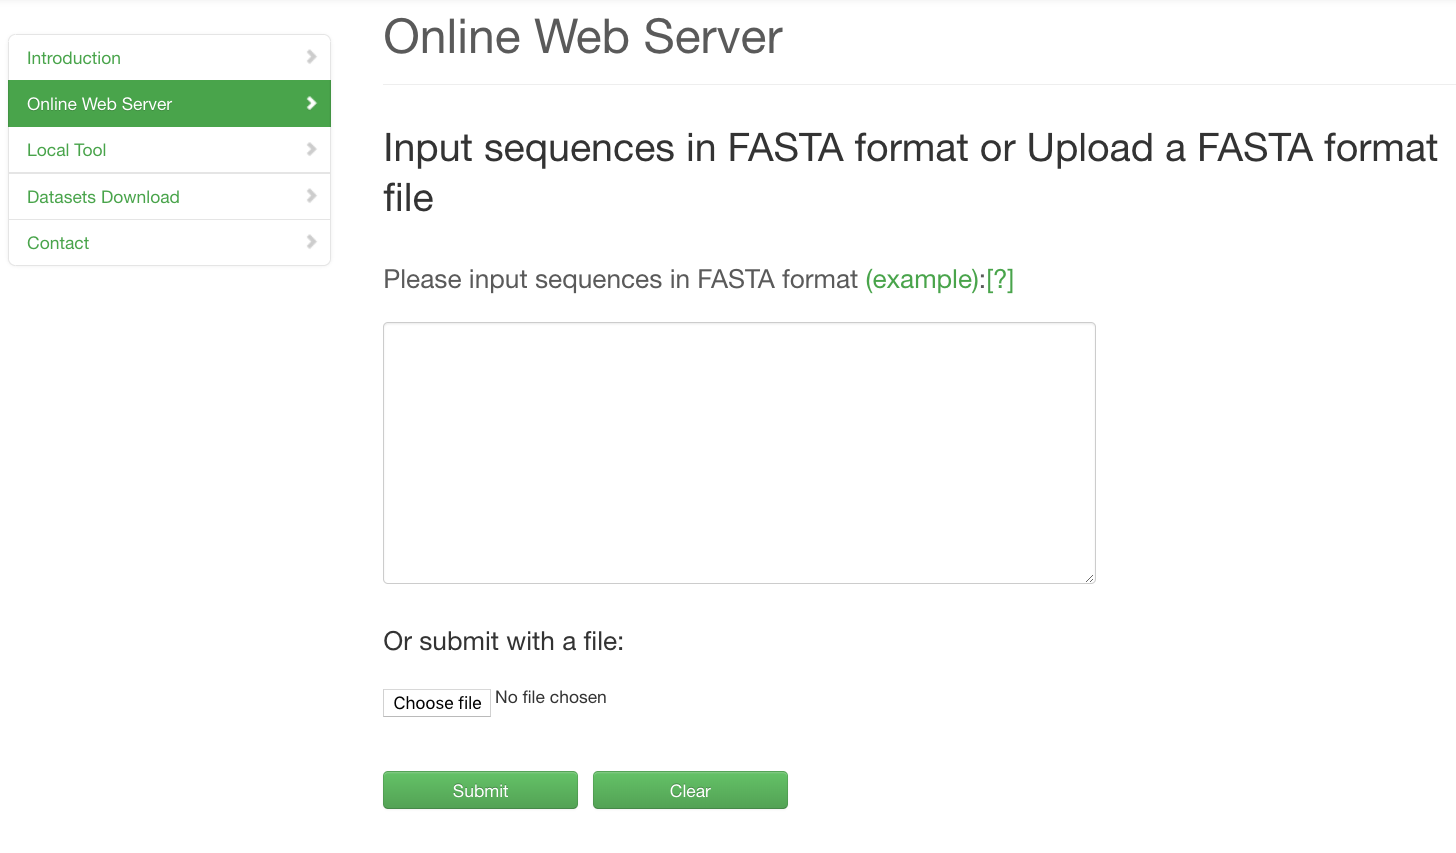 Introduction
Online Web Server
Local Tool
Datasets Download
Contact
Online Web Server
Input sequences in FASTA format or Upload a FASTA format
file
Please input sequences in FASTA format (example):[?]
Or submit with a file:
Choose file No file chosen
Submit Clear